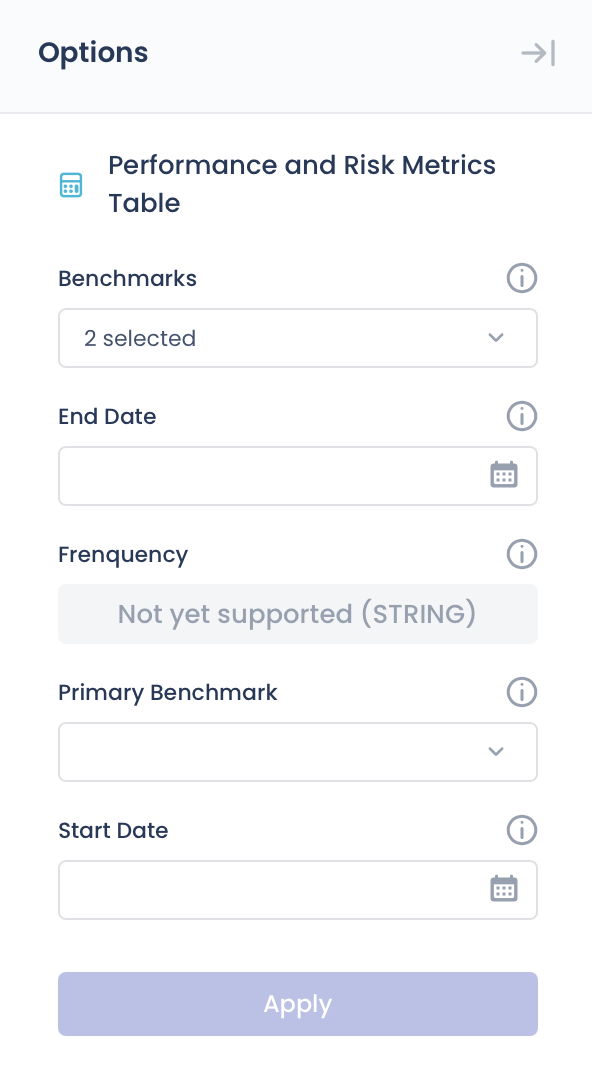 Options
Performance and Risk Metrics
Table
Benchmarks
2 selected
End Date
Frenquency
Not yet supported (STRING)
Primary Benchmark
Start Date
Apply